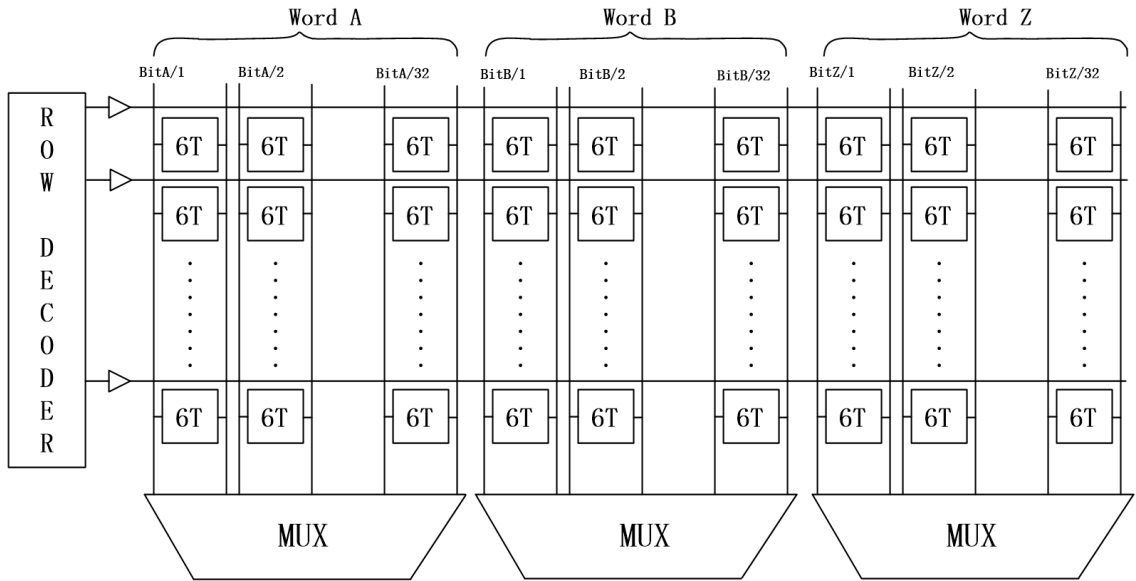 Word A Word B Word Z
BitA/1 BitA/2 BitA/32 BitB/1 BitB/2 BitB/32 BitZ/1 BitZ/2 BitZ/32
ROW DECODER
6T 6T 6T 6T 6T 6T 6T 6T 6T
6T 6T 6T 6T 6T 6T 6T 6T 6T
6T 6T 6T 6T 6T 6T 6T 6T 6T
MUX MUX MUX